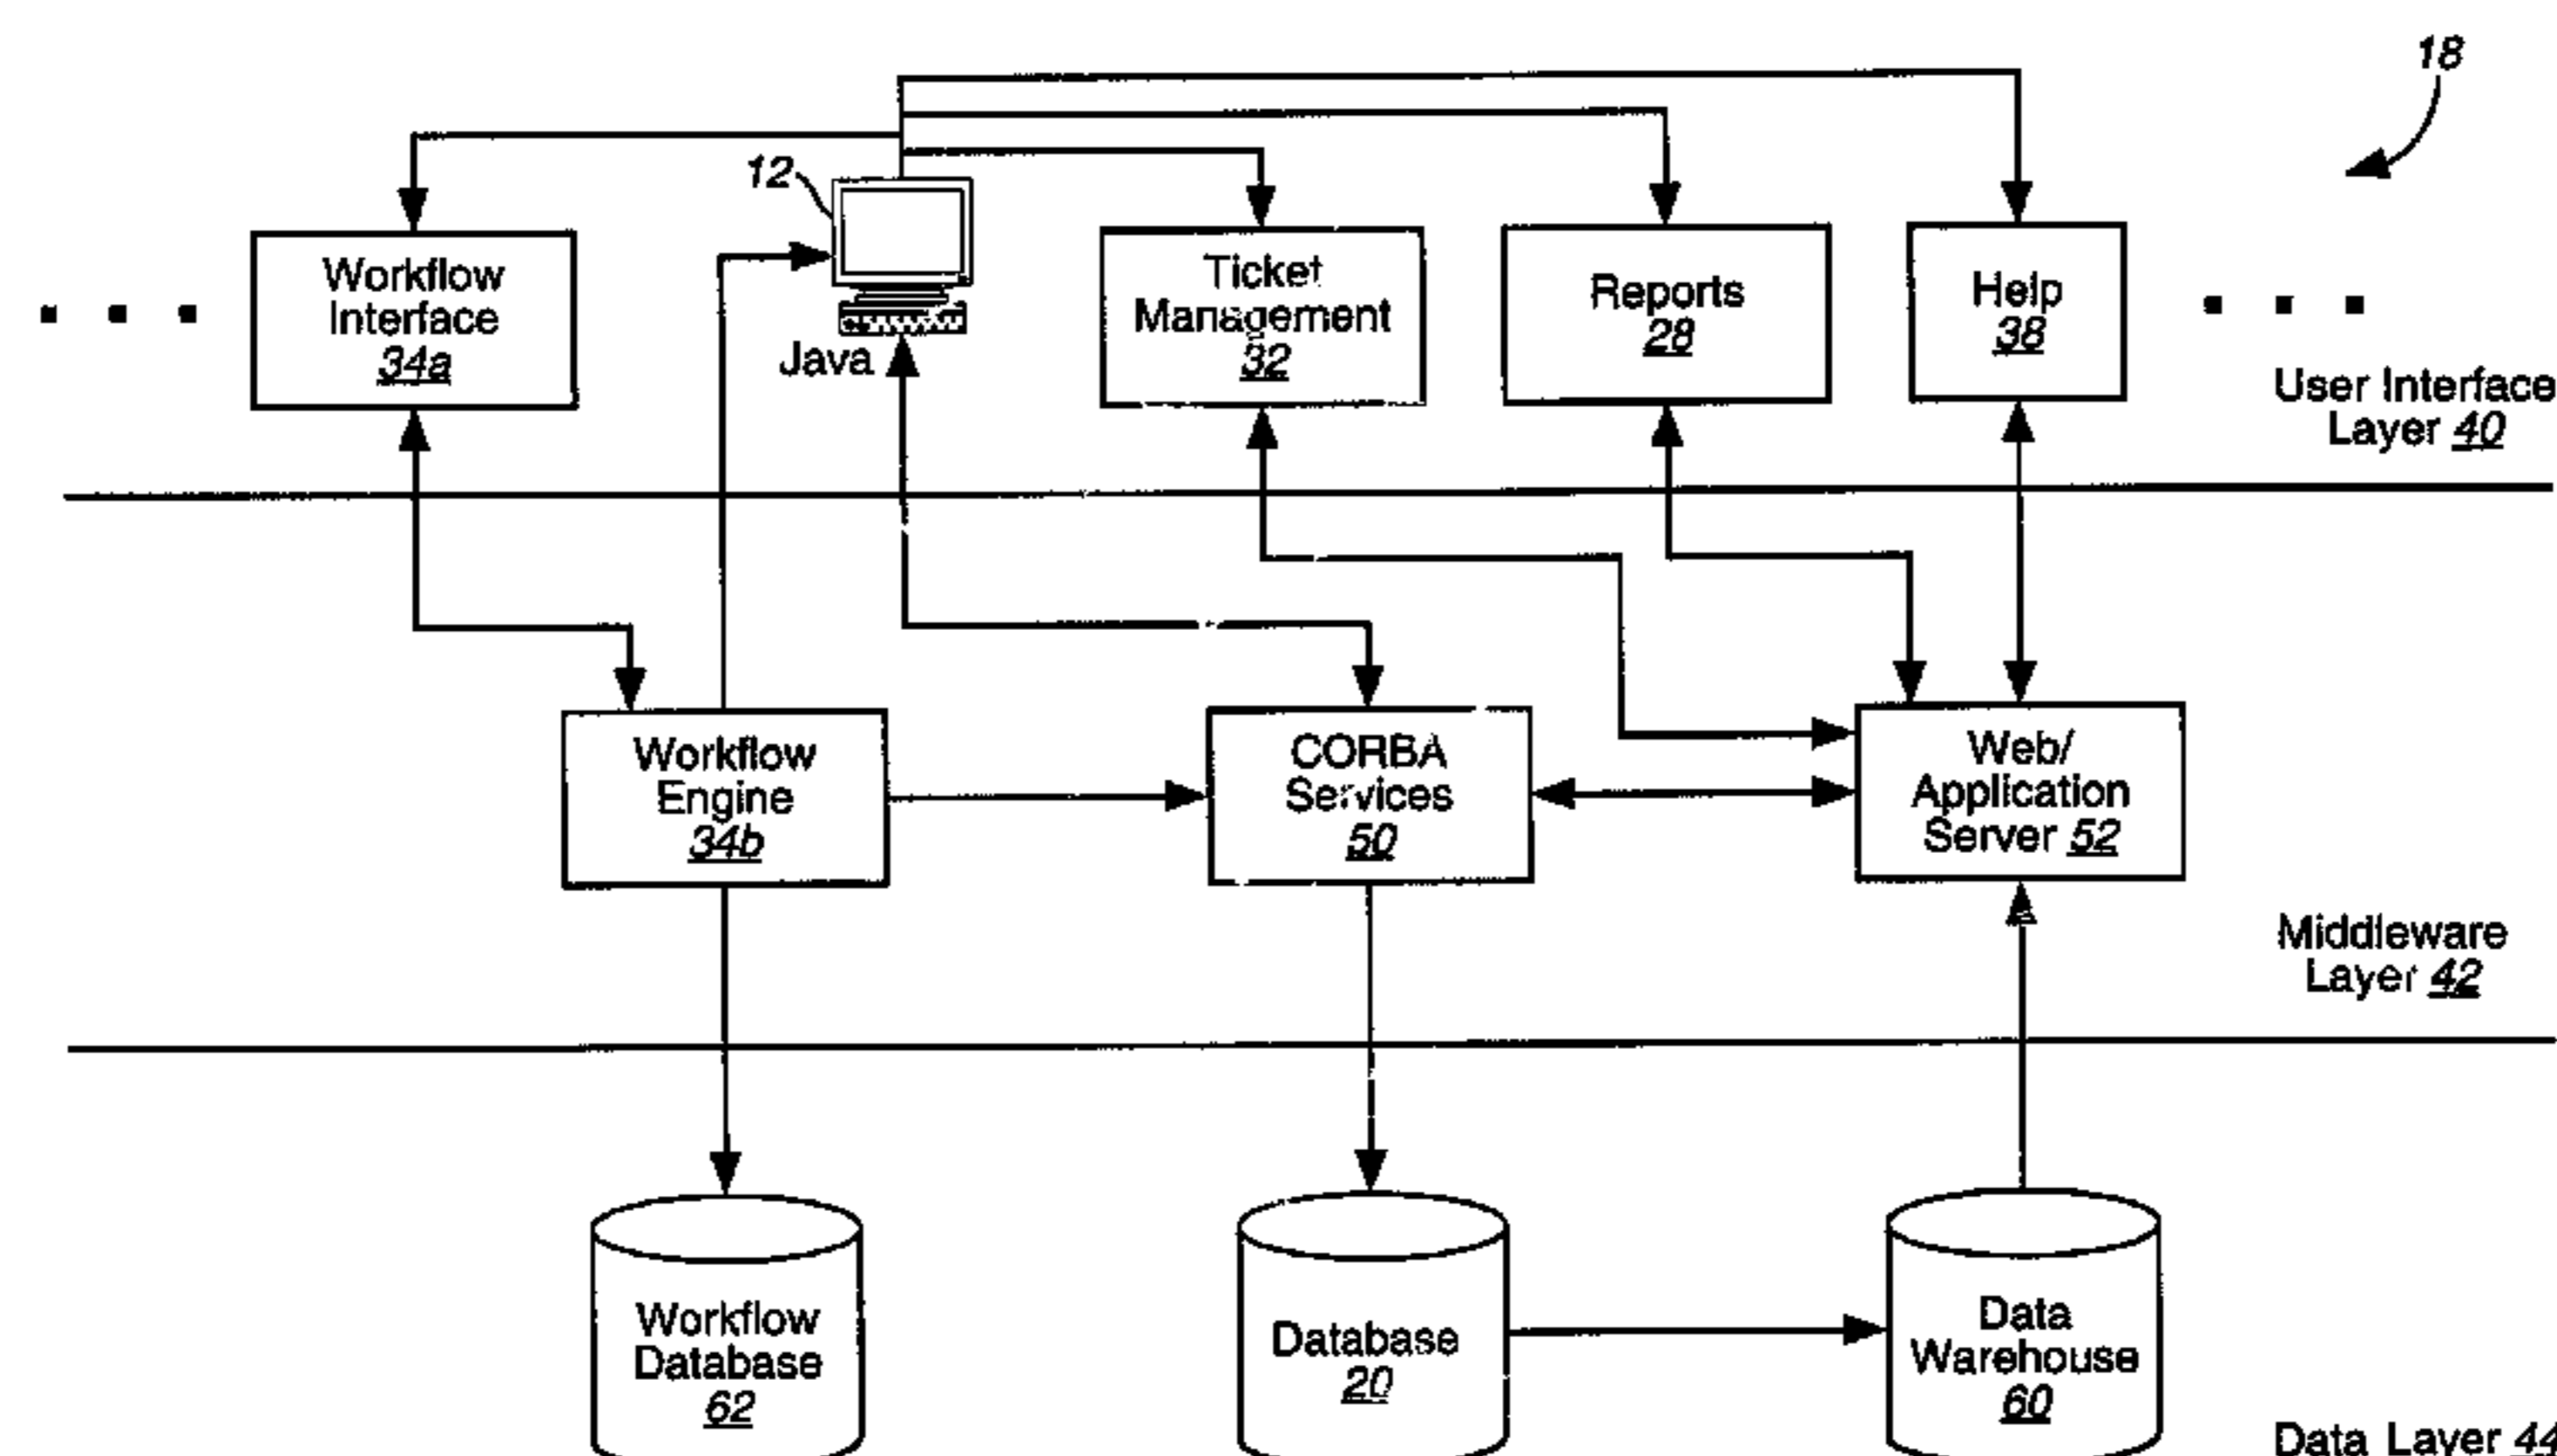 18
12
Workflow
Interface
34a
Java
Ticket
Management
32
Reports
28
Help
38
User Interface
Layer 40
Workflow
Engine
34b
CORBA
Services
50
Web/
Application
Server 52
Middleware
Layer 42
Workflow
Database
62
Database
20
Data
Warehouse
60
Data Layer 44